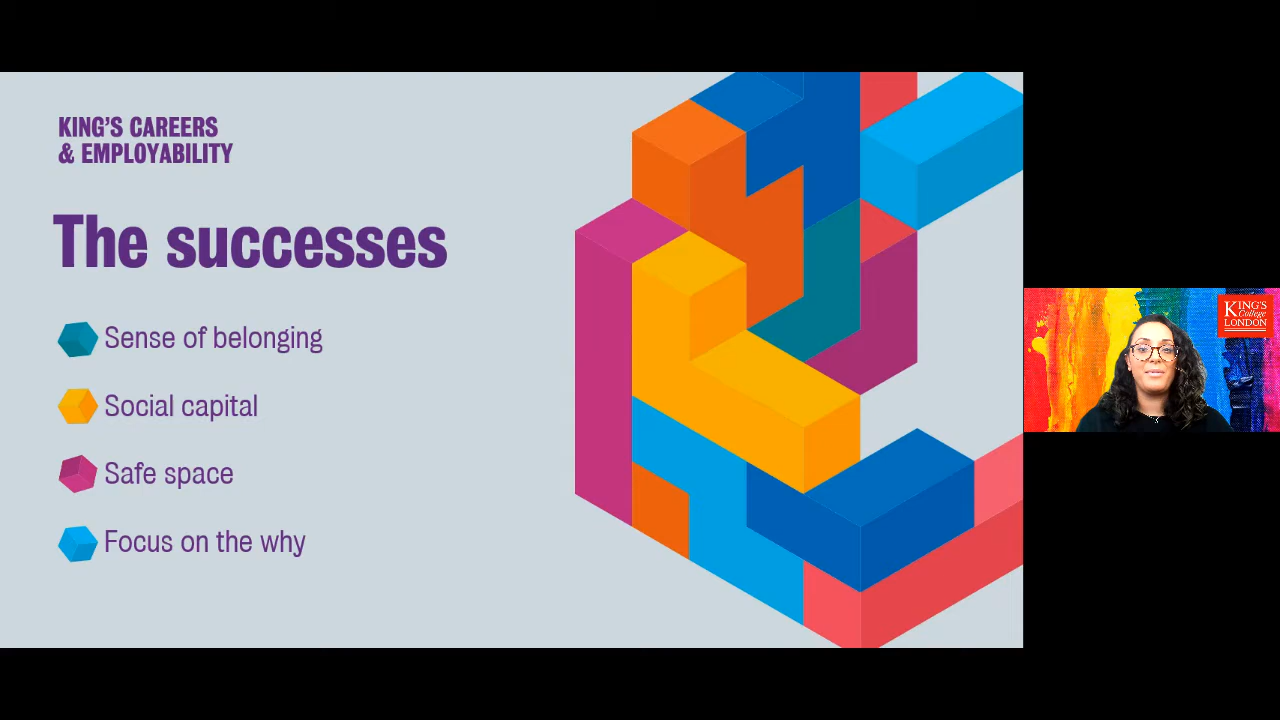 KING'S CAREERS
& EMPLOYABILITY
The successes
Sense of belonging
Social capital
Safe space
Focus on the why
KING'S
College
LONDON